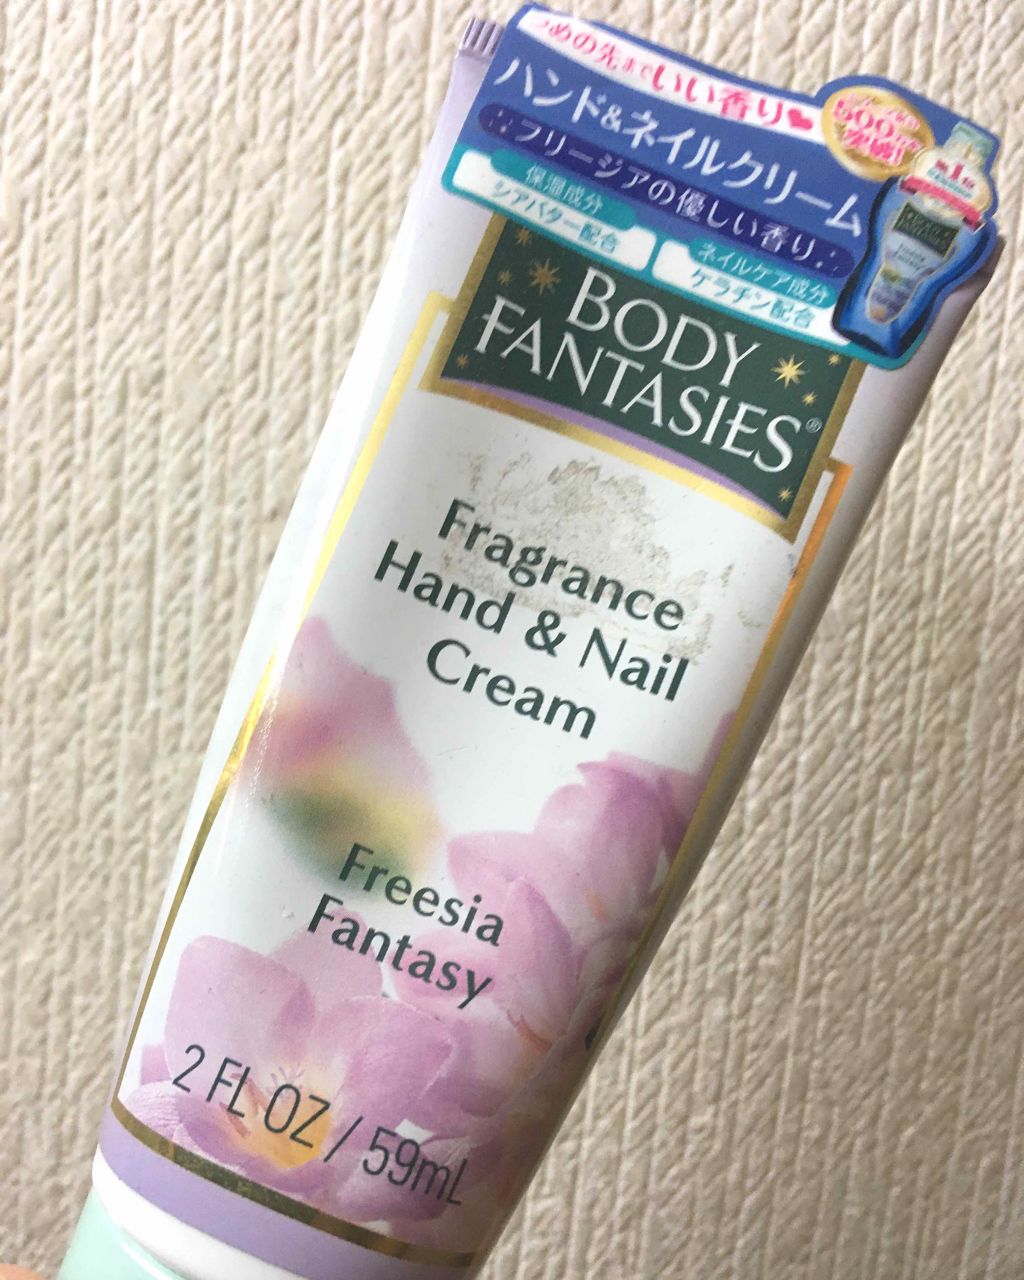 つめの先までいい香り♥
ハンド&ネイルクリーム
フリージアの優しい香り
保湿成分
シアバター配合
ネイルケア成分
ケラチン配合
突破!
BODY
FANTASIES®
Fragrance
Hand & Nail
Cream
Freesia
Fantasy
2 FL OZ / 59mL